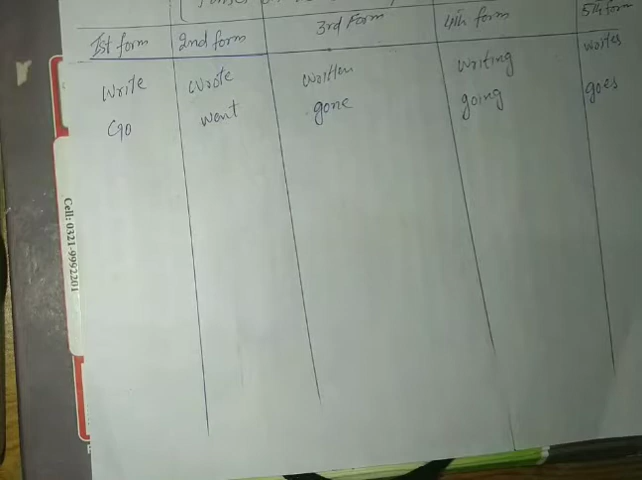 1st form 2nd form 3rd Form 4th form 5th form
Write wrote written writing writes
Go went gone going goes
Cell: 0321-9992201